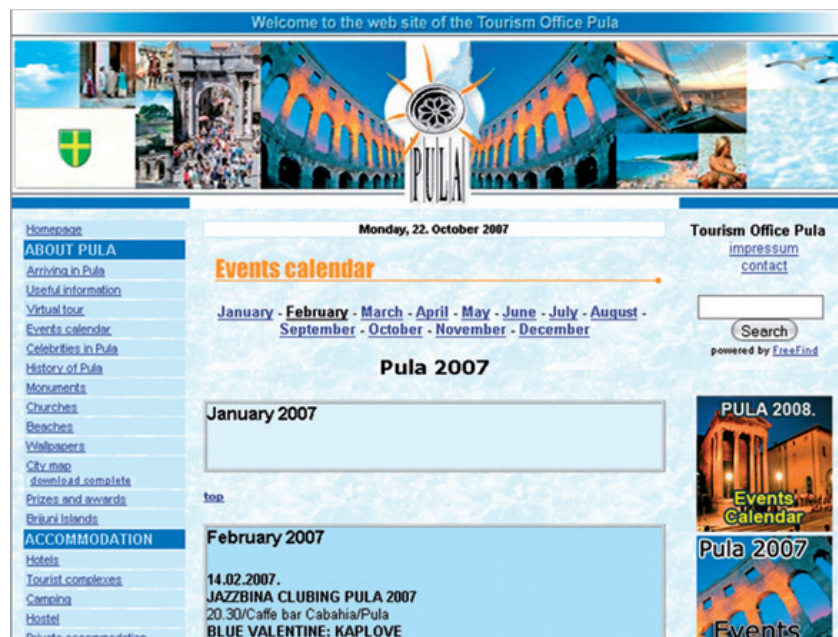 Welcome to the web site of the Tourism Office Pula
PULA
Homepage
ABOUT PULA
Arriving in Pula
Useful information
Virtual tour
Events calendar
Celebrities in Pula
History of Pula
Monuments
Churches
Beaches
Wallpapers
City map
download complete
Prizes and awards
Brijuni Islands
ACCOMMODATION
Hotels
Tourist complexes
Camping
Hostel
Private accommodation
Monday, 22. October 2007
Events calendar
January - February - March - April - May - June - July - August -
September - October - November - December
Pula 2007
January 2007
top
February 2007
14.02.2007.
JAZZBINA CLUBING PULA 2007
20.30/Caffe bar Cabahia/Pula
BLUE VALENTINE: KAPLOVE
Tourism Office Pula
impressum
contact
Search
powered by FreeFind
PULA 2008.
Events
Calendar
Pula 2007
Events